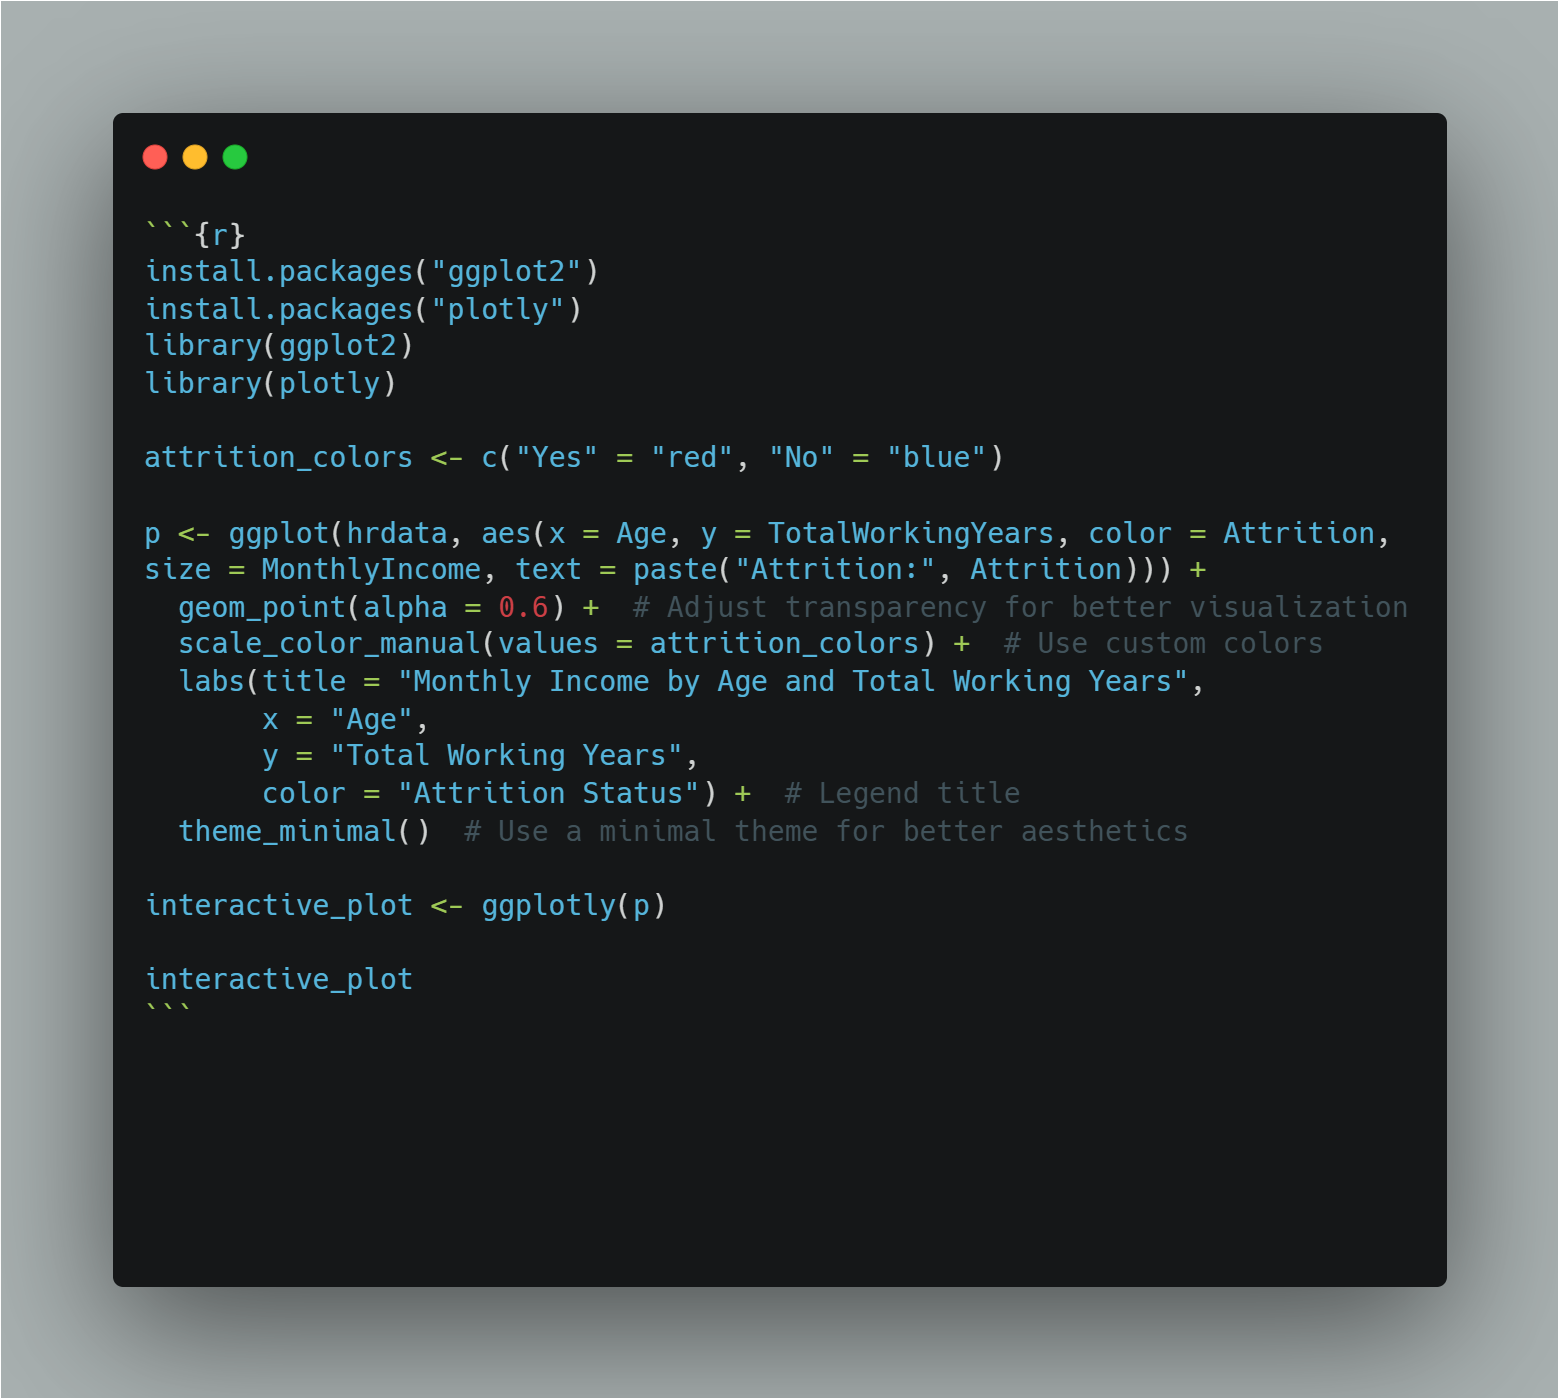 ```{r}
install.packages("ggplot2")
install.packages("plotly")
library(ggplot2)
library(plotly)

attrition_colors <- c("Yes" = "red", "No" = "blue")

p <- ggplot(hrdata, aes(x = Age, y = TotalWorkingYears, color = Attrition,
size = MonthlyIncome, text = paste("Attrition:", Attrition))) +
  geom_point(alpha = 0.6) +  # Adjust transparency for better visualization
  scale_color_manual(values = attrition_colors) +  # Use custom colors
  labs(title = "Monthly Income by Age and Total Working Years",
       x = "Age",
       y = "Total Working Years",
       color = "Attrition Status") +  # Legend title
  theme_minimal()  # Use a minimal theme for better aesthetics

interactive_plot <- ggplotly(p)

interactive_plot
```